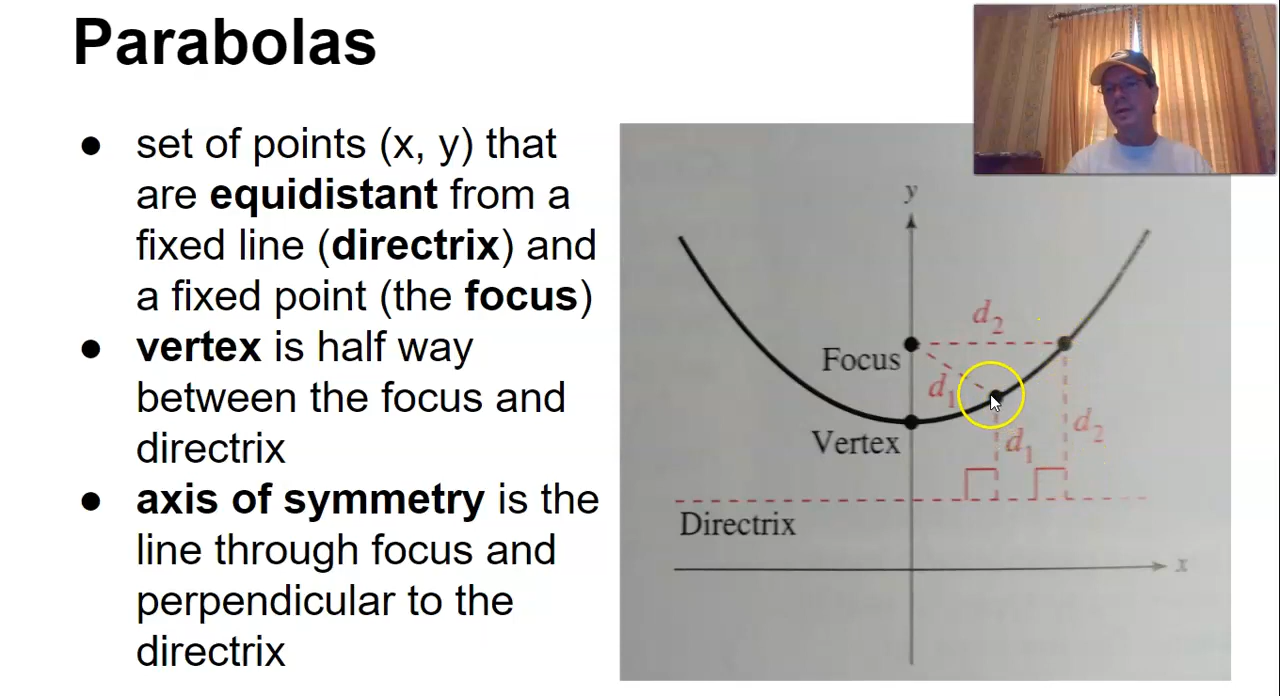 Parabolas
● set of points (x, y) that
are equidistant from a
fixed line (directrix) and
a fixed point (the focus)
● vertex is half way
between the focus and
directrix
● axis of symmetry is the
line through focus and
perpendicular to the
directrix
y
d₂
Focus
d₁
d₂
Vertex
d₁
Directrix
x